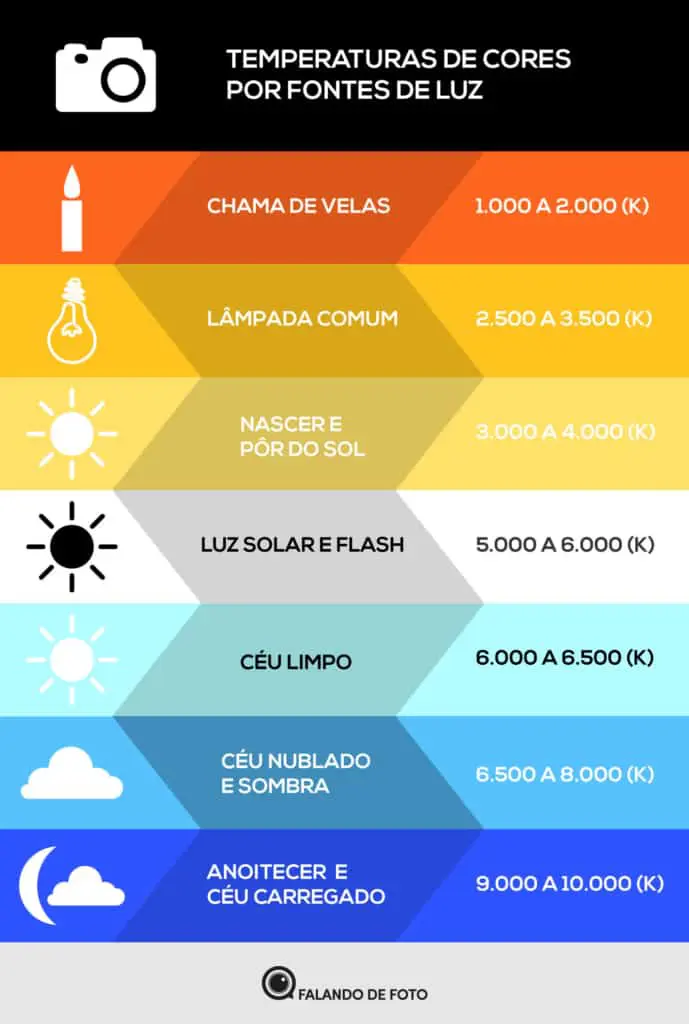 TEMPERATURAS DE CORES
POR FONTES DE LUZ
CHAMA DE VELAS
1.000 A 2.000 (K)
LÂMPADA COMUM
2.500 A 3.500 (K)
NASCER E
PÔR DO SOL
3.000 A 4.000 (K)
LUZ SOLAR E FLASH
5.000 A 6.000 (K)
CÉU LIMPO
6.000 A 6.500 (K)
CÉU NUBLADO
E SOMBRA
6.500 A 8.000 (K)
ANOITECER E
CÉU CARREGADO
9.000 A 10.000 (K)
FALANDO DE FOTO